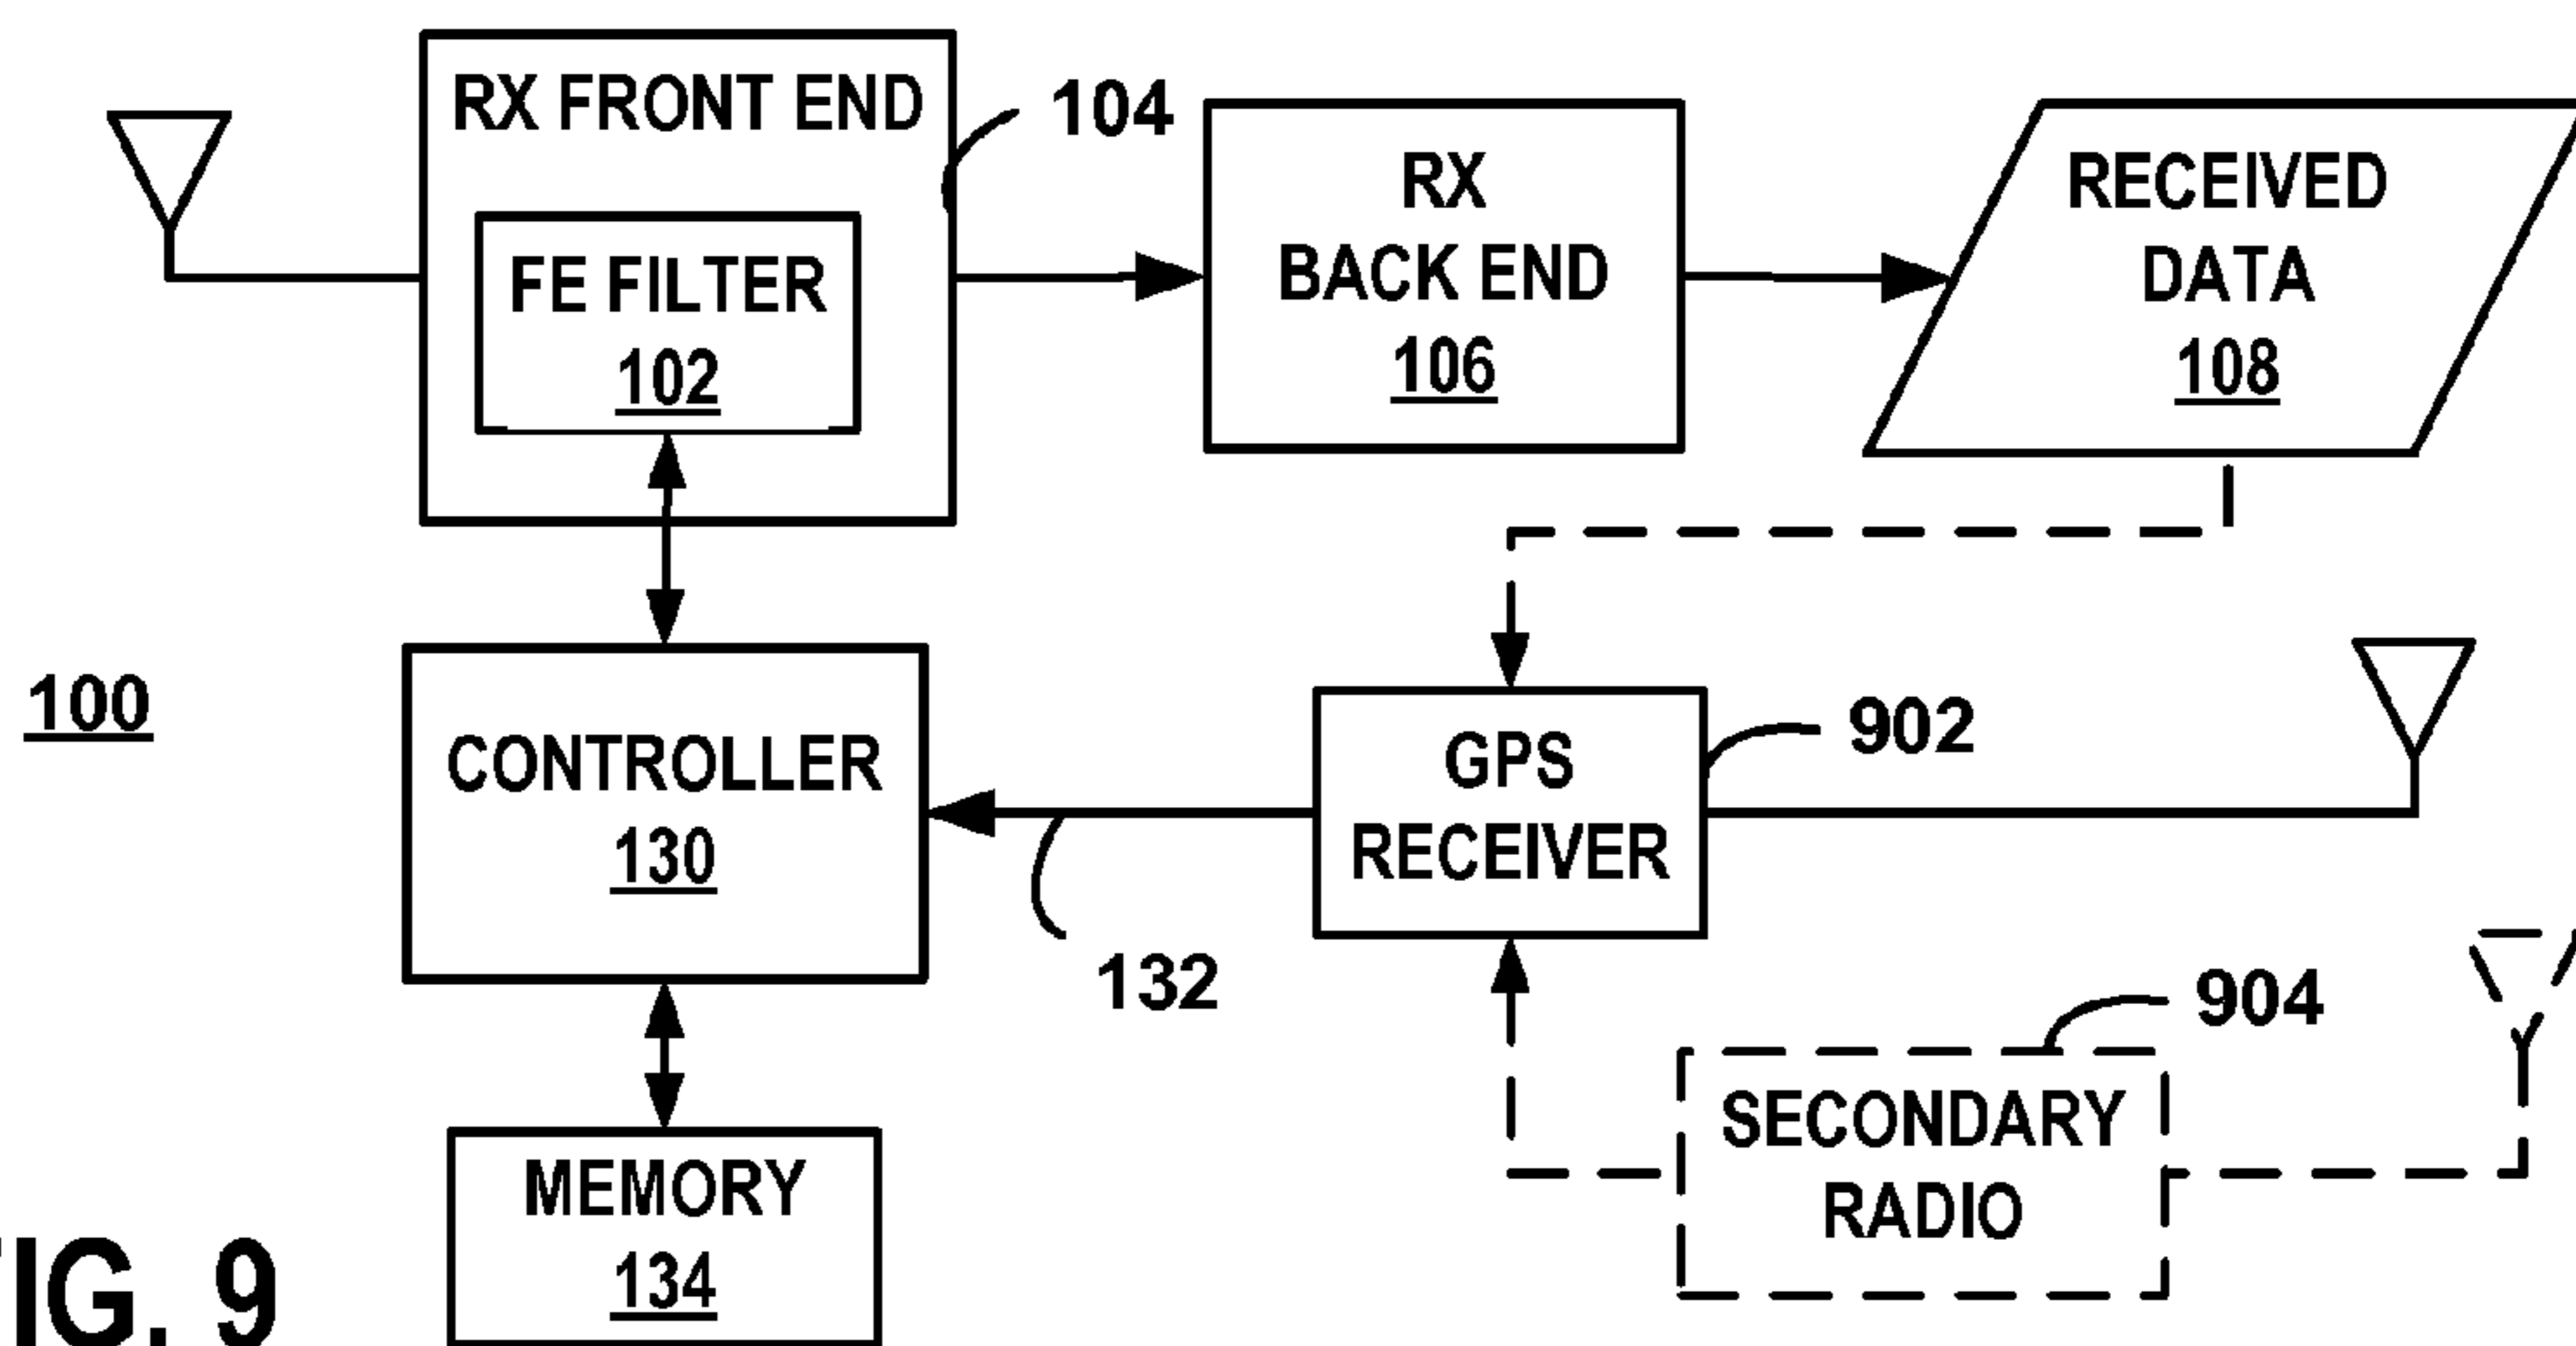 RX FRONT END
104
FE FILTER
102
RX
BACK END
106
RECEIVED
DATA
108
100
CONTROLLER
130
132
GPS
RECEIVER
902
904
SECONDARY
RADIO
MEMORY
134
FIG. 9